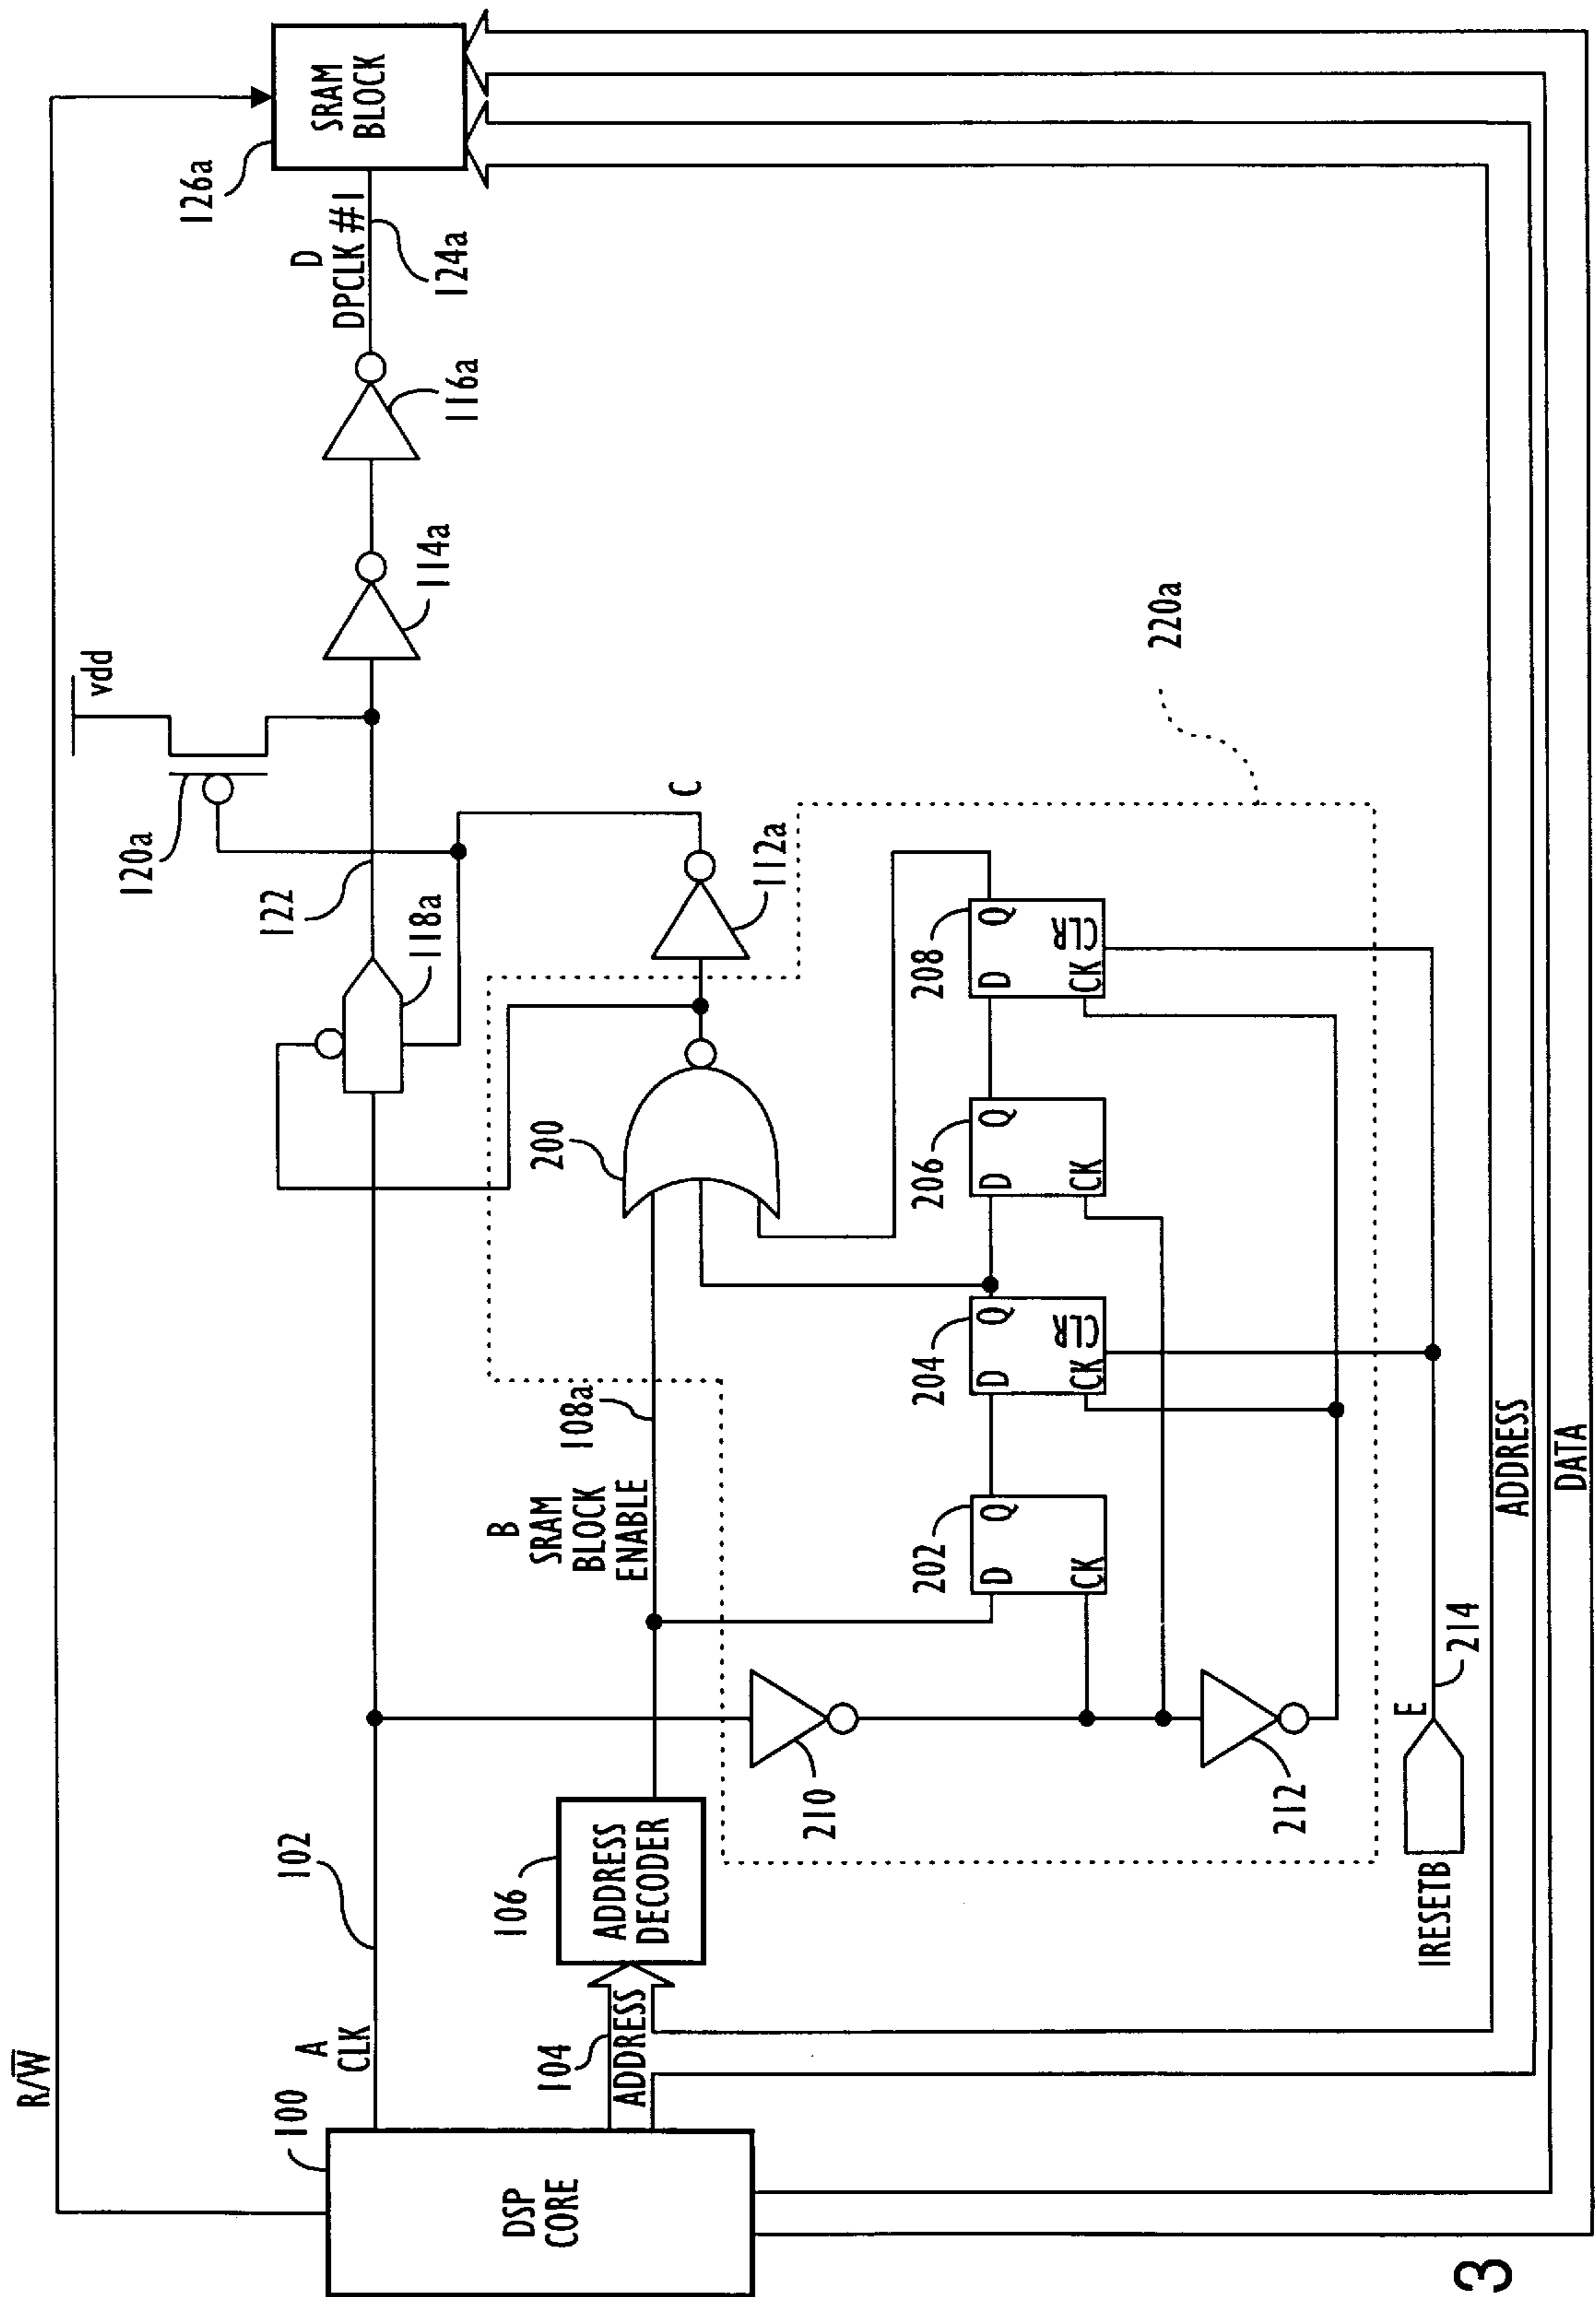 R/W̅
100
DSP
CORE
A
CLK
102
104
ADDRESS
106
ADDRESS
DECODER
B
SRAM
BLOCK
ENABLE
108a
118a
122
120a
vdd
114a
116a
D
DPCLK #1
124a
126a
SRAM
BLOCK
200
112a
C
220a
210
212
202
D
Q
CK
204
D
Q
CK
CLR
206
D
Q
CK
208
D
Q
CK
CLR
IRESETB
E
214
ADDRESS
DATA
3